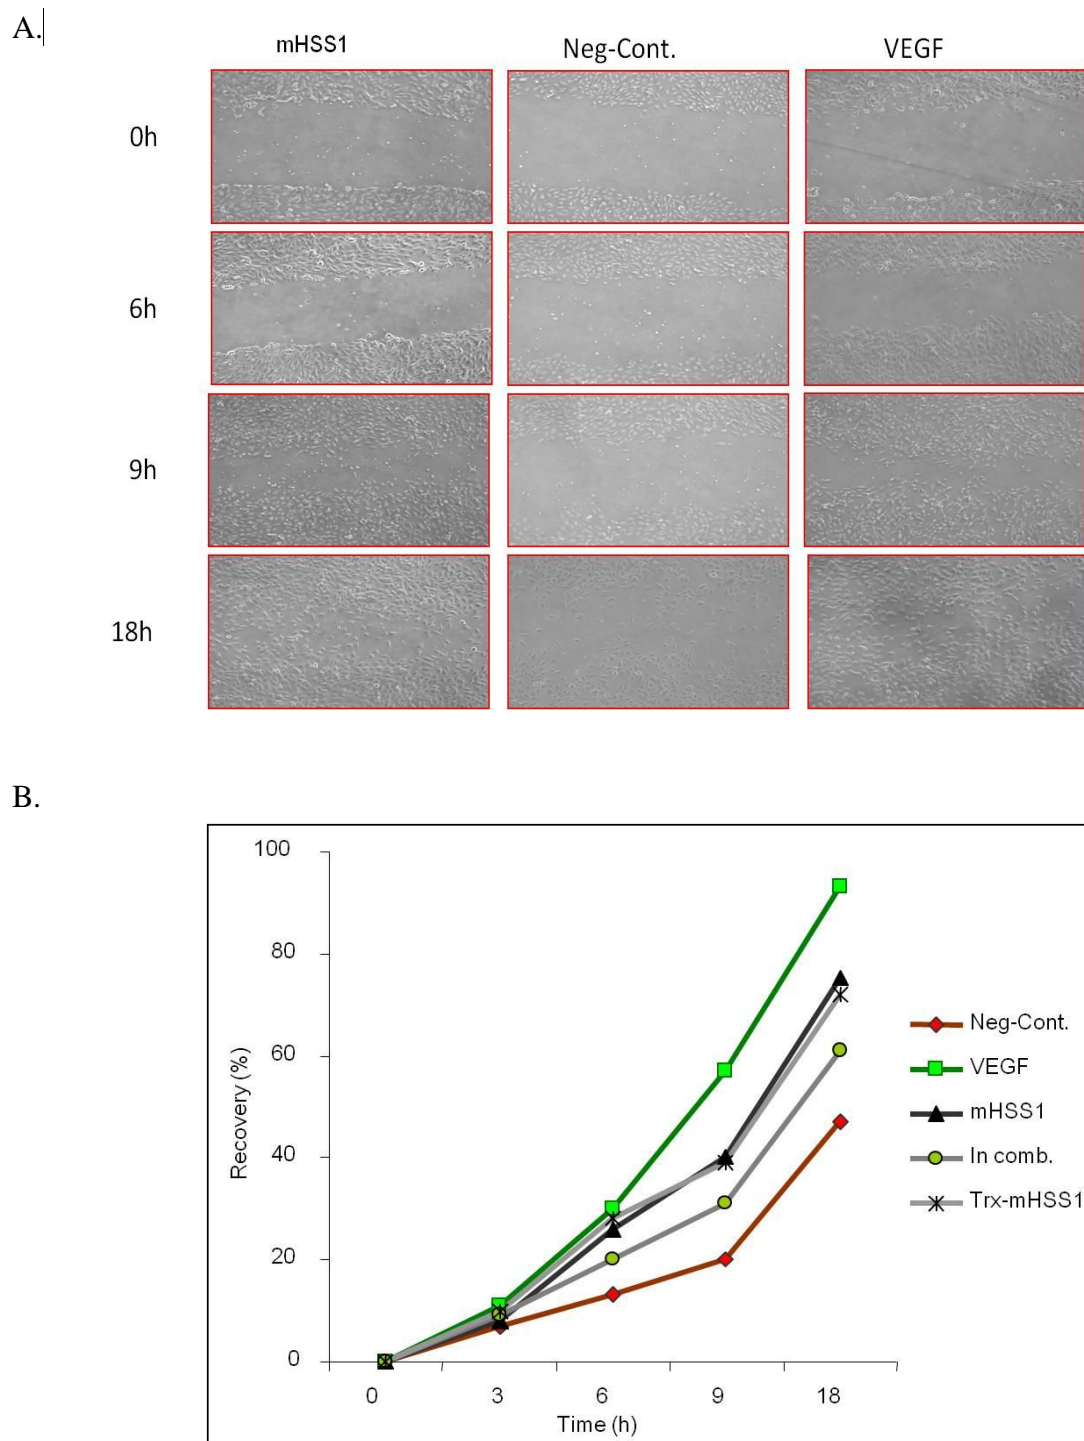 A.
mHSS1 Neg-Cont. VEGF
0h
6h
9h
18h
B.
100
80
60
40
20
0
Recovery (%)
0 3 6 9 18
Time (h)
Neg-Cont.
VEGF
mHSS1
In comb.
Trx-mHSS1